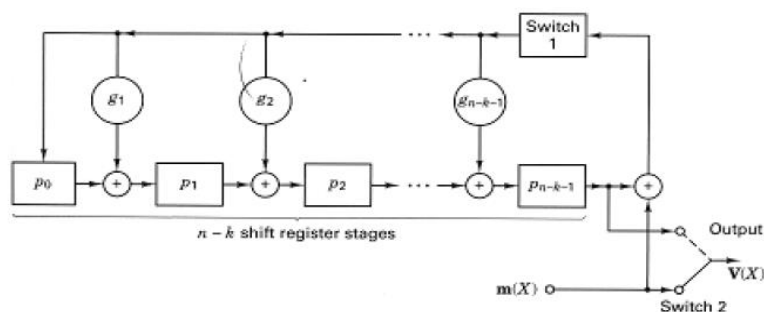 Switch
1
g1
g2
gn−k−1
p0
p1
p2
pn−k−1
n − k shift register stages
Output
V(X)
m(X)
Switch 2